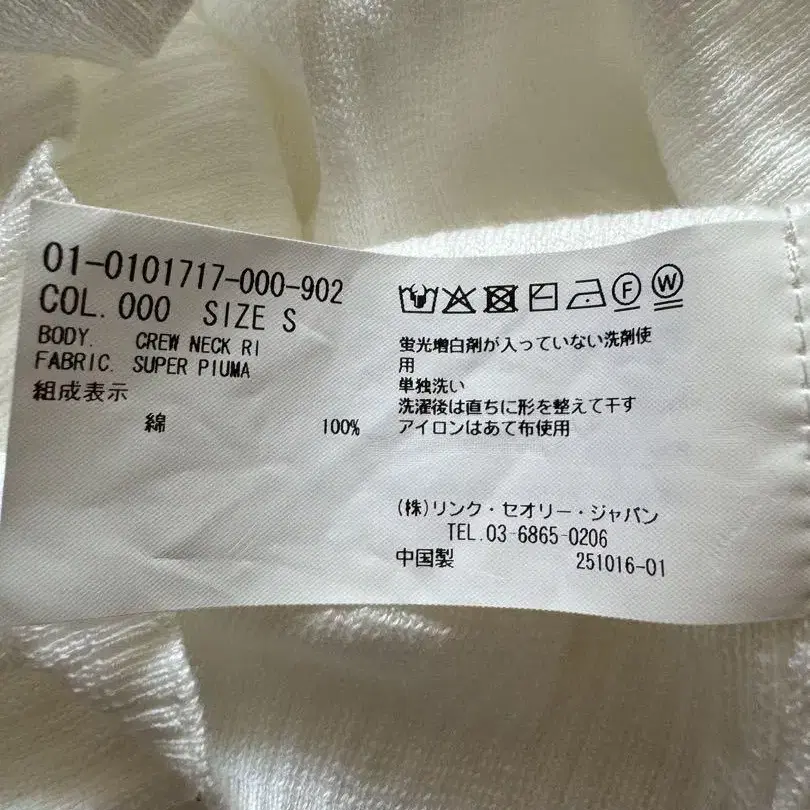 01-0101717-000-902
COL. 000 SIZE S
BODY. CREW NECK RI
FABRIC. SUPER PIUMA
組成表示
綿 100%
F W
蛍光増白剤が入っていない洗剤使
用
単独洗い
洗濯後は直ちに形を整えて干す
アイロンはあて布使用
(株)リンク・セオリー・ジャパン
TEL.03-6865-0206
中国製 251016-01